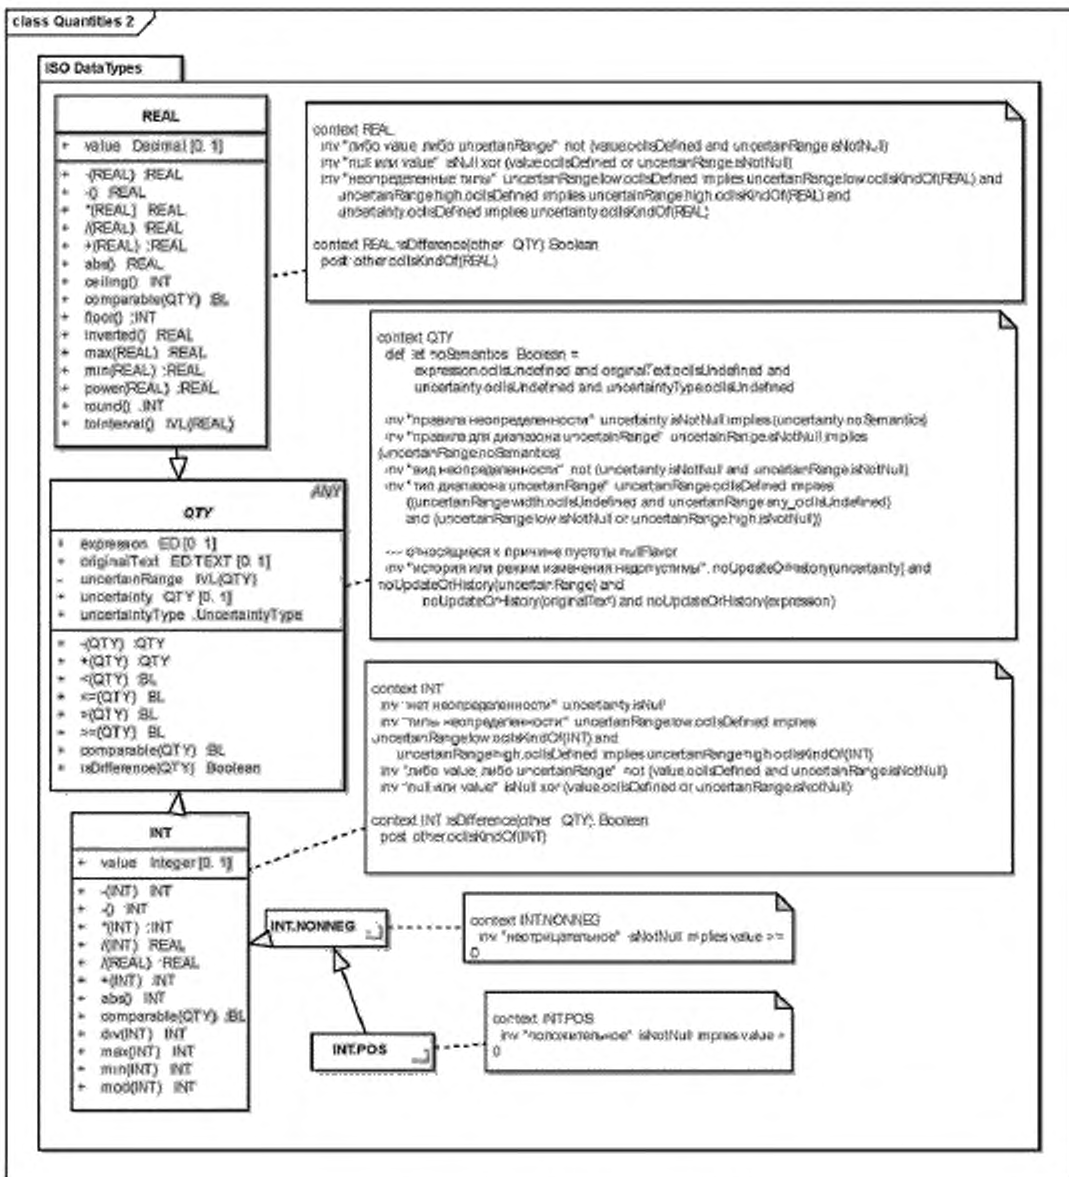 class Quantities 2
ISO DataTypes
REAL
+ value Decimal [0. 1]
+ -(REAL) :REAL
+ -() :REAL
+ *(REAL) REAL
+ /(REAL) :REAL
+ +(REAL) :REAL
+ abs() :REAL
+ ceiling() INT
+ comparable(QTY) :BL
+ floor() :INT
+ inverted() REAL
+ max(REAL) :REAL
+ min(REAL) :REAL
+ power(REAL) :REAL
+ round() .INT
+ toInterval() IVL(REAL)
context REAL
inv "либо value либо uncertainRange" not (value.oclIsDefined and uncertainRange.isNotNull)
inv "null или value" isNull xor (value.oclIsDefined or uncertainRange.isNotNull)
inv "неопределенные типы" uncertainRange.low.oclIsDefined implies uncertainRange.low.oclIsKindOf(REAL) and
uncertainRange.high.oclIsDefined implies uncertainRange.high.oclIsKindOf(REAL) and
uncertainty.oclIsDefined implies uncertainty.oclIsKindOf(REAL)
context REAL.isDifference(other QTY) Boolean
post other.oclIsKindOf(REAL)
ANY
QTY
+ expression ED [0 1]
+ originalText ED.TEXT [0. 1]
- uncertainRange IVL(QTY)
+ uncertainty QTY [0. 1]
+ uncertaintyType .UncertaintyType
+ -(QTY) :QTY
+ +(QTY) :QTY
+ <(QTY) :BL
+ <=(QTY) BL
+ >(QTY) :BL
+ >=(QTY) BL
+ comparable(QTY) :BL
+ isDifference(QTY) Boolean
context QTY
def let noSemantics Boolean =
expression.oclIsUndefined and originalText.oclIsUndefined and
uncertainty.oclIsUndefined and uncertaintyType.oclIsUndefined
inv "правила неопределенности" uncertainty.isNotNull implies (uncertainty.noSemantics)
inv "правила для диапазона uncertainRange" uncertainRange.isNotNull implies
(uncertainRange.noSemantics)
inv "вид неопределенности" not (uncertainty.isNotNull and uncertainRange.isNotNull)
inv "тип диапазона uncertainRange" uncertainRange.oclIsDefined implies
((uncertainRange.width.oclIsUndefined and uncertainRange.any_oclIsUndefined)
and (uncertainRange.low.isNotNull or uncertainRange.high.isNotNull))
--- относящиеся к причине пустоты nullFlavor
inv "история или режим изменения недопустимы". noUpdateOrHistory(uncertainty) and
noUpdateOrHistory(uncertainRange) and
noUpdateOrHistory(originalText) and noUpdateOrHistory(expression)
INT
+ value Integer [0. 1]
+ -(INT) INT
+ -() :INT
+ *(INT) :INT
+ /(INT) REAL
+ /(REAL) :REAL
+ +(INT) :INT
+ abs() INT
+ comparable(QTY) :BL
+ div(INT) INT
+ max(INT) INT
+ min(INT) INT
+ mod(INT) INT
context INT
inv "нет неопределенности" uncertainty.isNull
inv "типы неопределенности" uncertainRange.low.oclIsDefined implies
uncertainRange.low.oclIsKindOf(INT) and
uncertainRange.high.oclIsDefined implies uncertainRange.high.oclIsKindOf(INT)
inv "либо value, либо uncertainRange" not (value.oclIsDefined and uncertainRange.isNotNull)
inv "null или value" isNull xor (value.oclIsDefined or uncertainRange.isNotNull)
context INT.isDifference(other QTY). Boolean
post other.oclIsKindOf(INT)
INT.NONNEG
context INT.NONNEG
inv "неотрицательное" isNotNull implies value >=
0
INT.POS
context INT.POS
inv "положительное" isNotNull implies value >
0